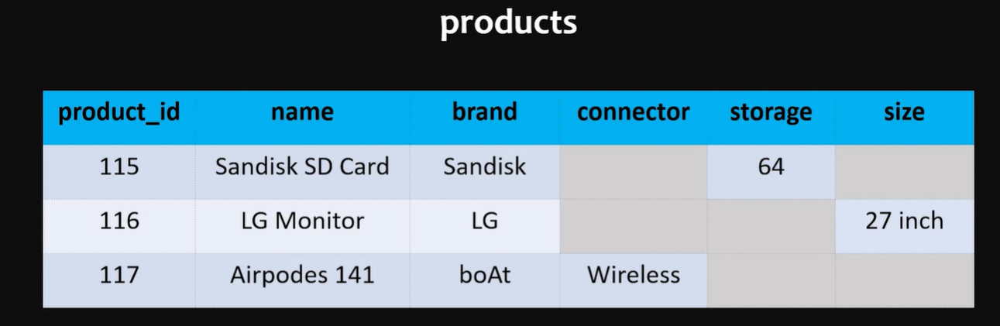 products
product_id name brand connector storage size
115 Sandisk SD Card Sandisk 64
116 LG Monitor LG 27 inch
117 Airpodes 141 boAt Wireless